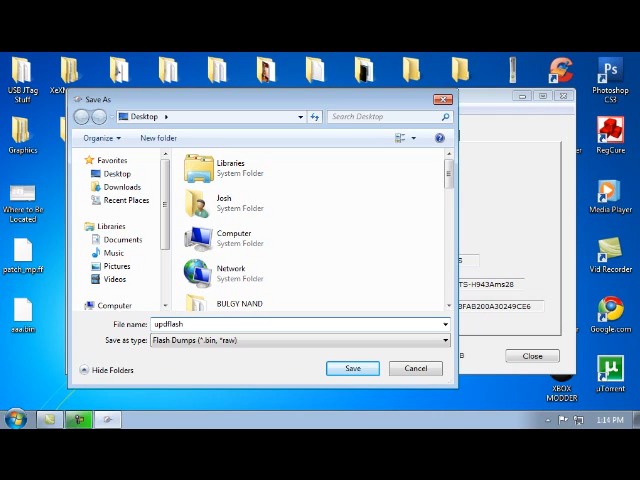 USB JTag Stuff
XeXM
Photoshop CS3
Graphics
RegCure
Where to Be Located
Media Player
patch_mp.ff
Vid Recorder
aaa.bin
Google.com
XBOX MODDER
µTorrent
Save As
Desktop
Search Desktop
Organize
New folder
Favorites
Desktop
Downloads
Recent Places
Libraries
Documents
Music
Pictures
Videos
Computer
Libraries
System Folder
Josh
System Folder
Computer
System Folder
Network
System Folder
BULGY NAND
File name: updflash
Save as type: Flash Dumps (*.bin, *raw)
Hide Folders
Save
Cancel
TS-H943Ams28
BFAB200A30249CE6
Close
1:14 PM